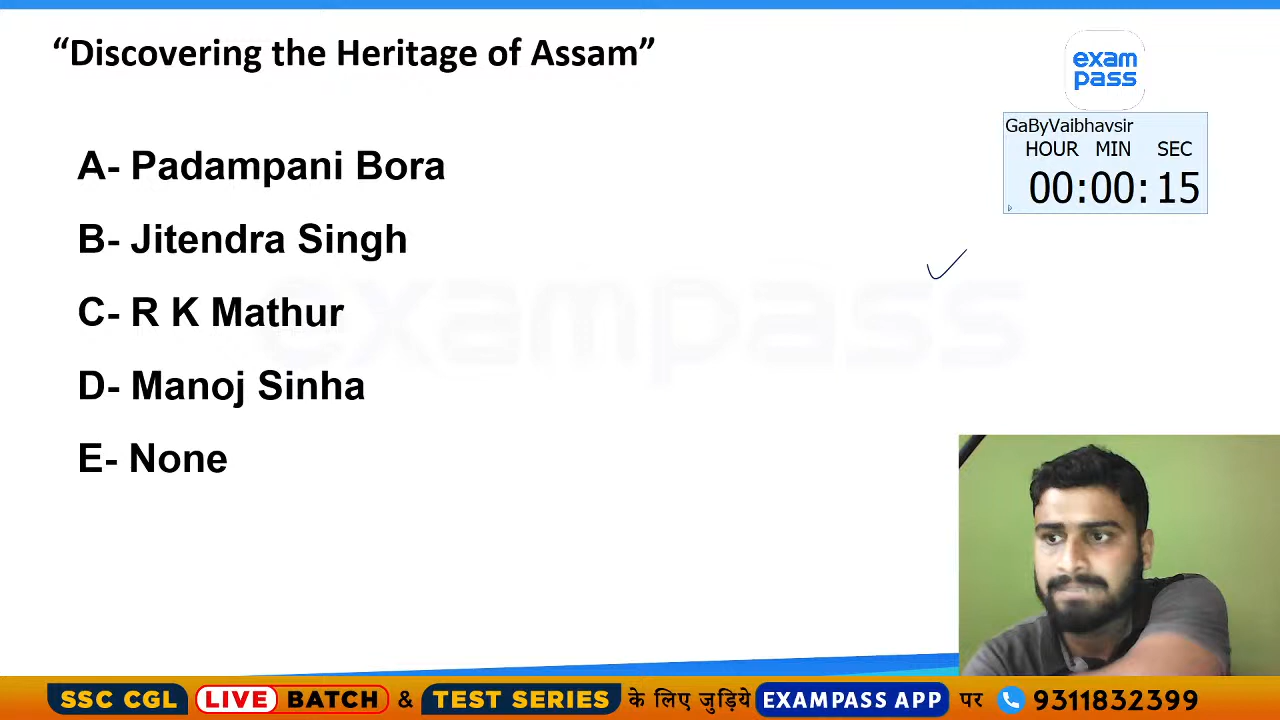 “Discovering the Heritage of Assam”
exam
pass
GaByVaibhavsir
HOUR MIN SEC
00:00:15
A- Padampani Bora
B- Jitendra Singh
C- R K Mathur
D- Manoj Sinha
E- None
exampass
SSC CGL LIVE BATCH & TEST SERIES के लिए जुड़िये EXAMPASS APP पर 9311832399